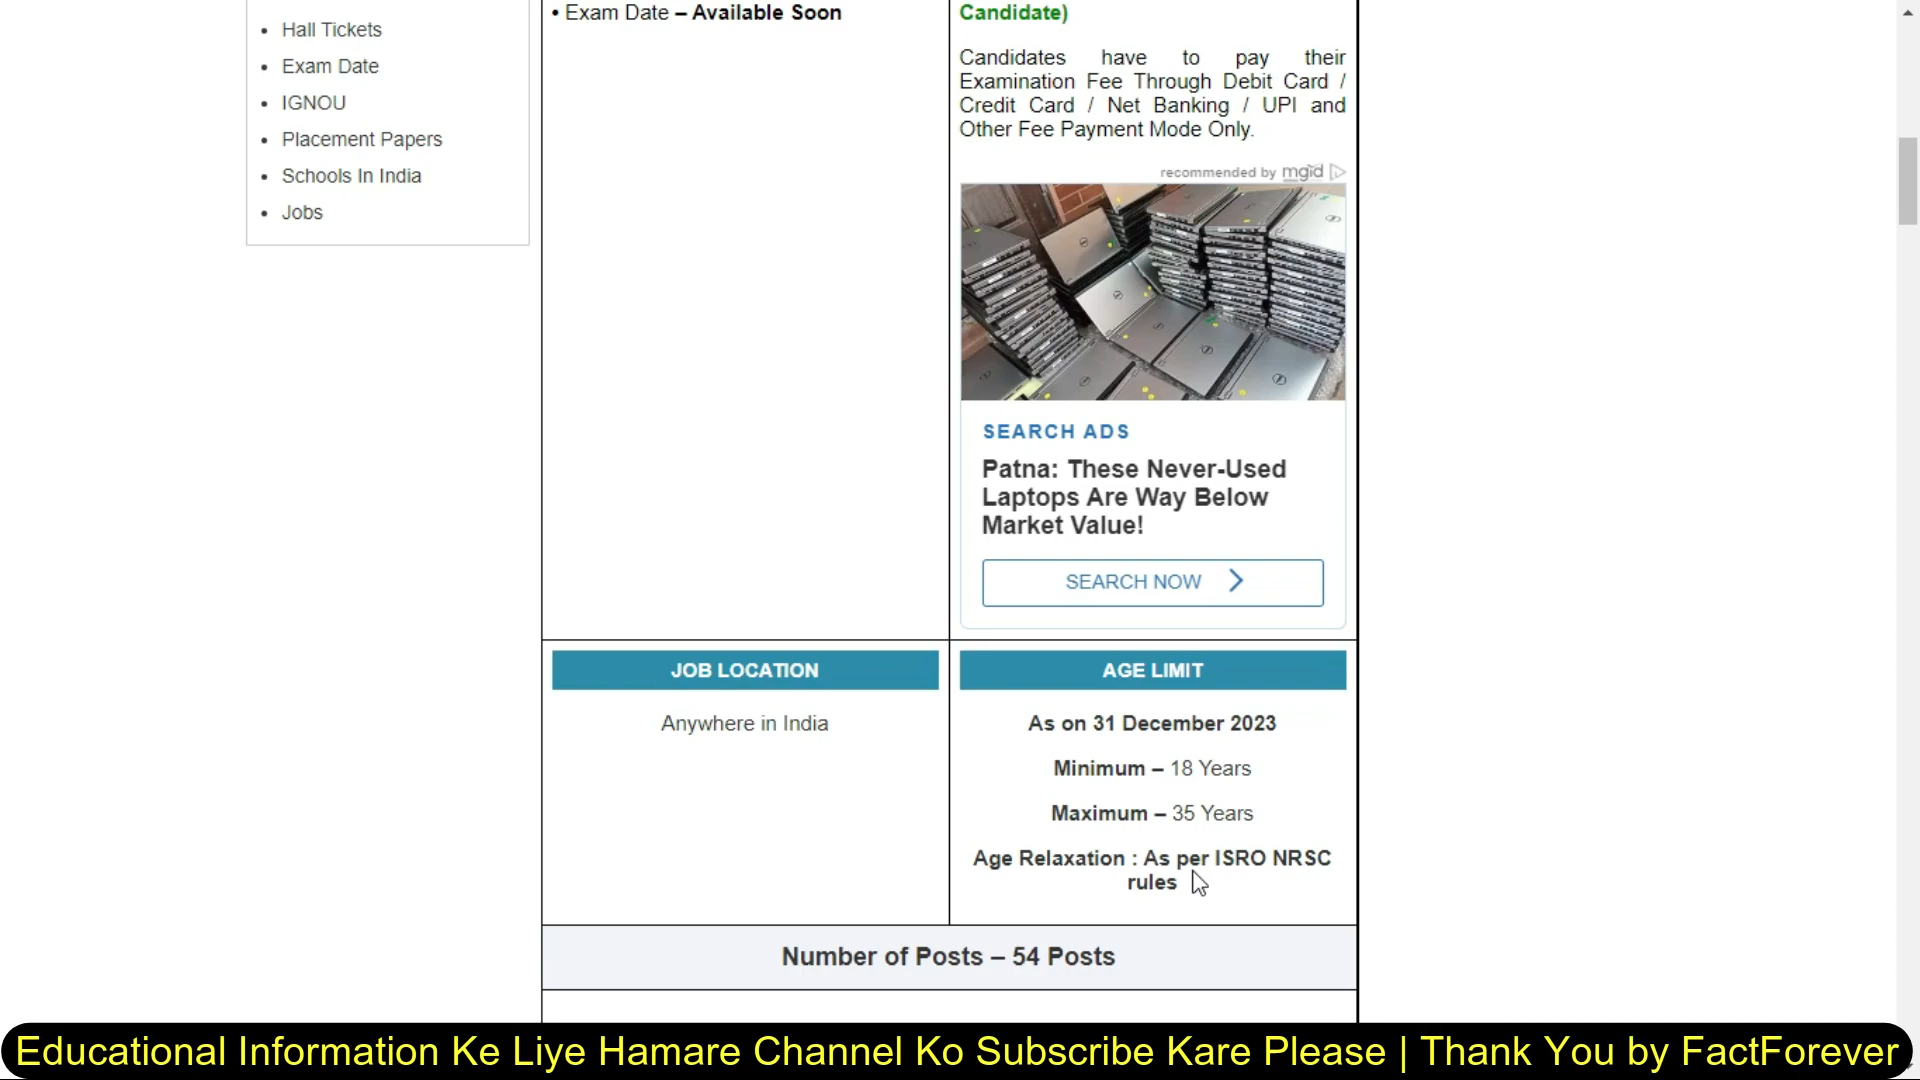 • Hall Tickets
• Exam Date
• IGNOU
• Placement Papers
• Schools In India
• Jobs
• Exam Date – Available Soon
Candidate)
Candidates have to pay their
Examination Fee Through Debit Card /
Credit Card / Net Banking / UPI and
Other Fee Payment Mode Only.
recommended by mgid
SEARCH ADS
Patna: These Never-Used
Laptops Are Way Below
Market Value!
SEARCH NOW
JOB LOCATION
Anywhere in India
AGE LIMIT
As on 31 December 2023
Minimum – 18 Years
Maximum – 35 Years
Age Relaxation : As per ISRO NRSC
rules
Number of Posts – 54 Posts
Educational Information Ke Liye Hamare Channel Ko Subscribe Kare Please | Thank You by FactForever